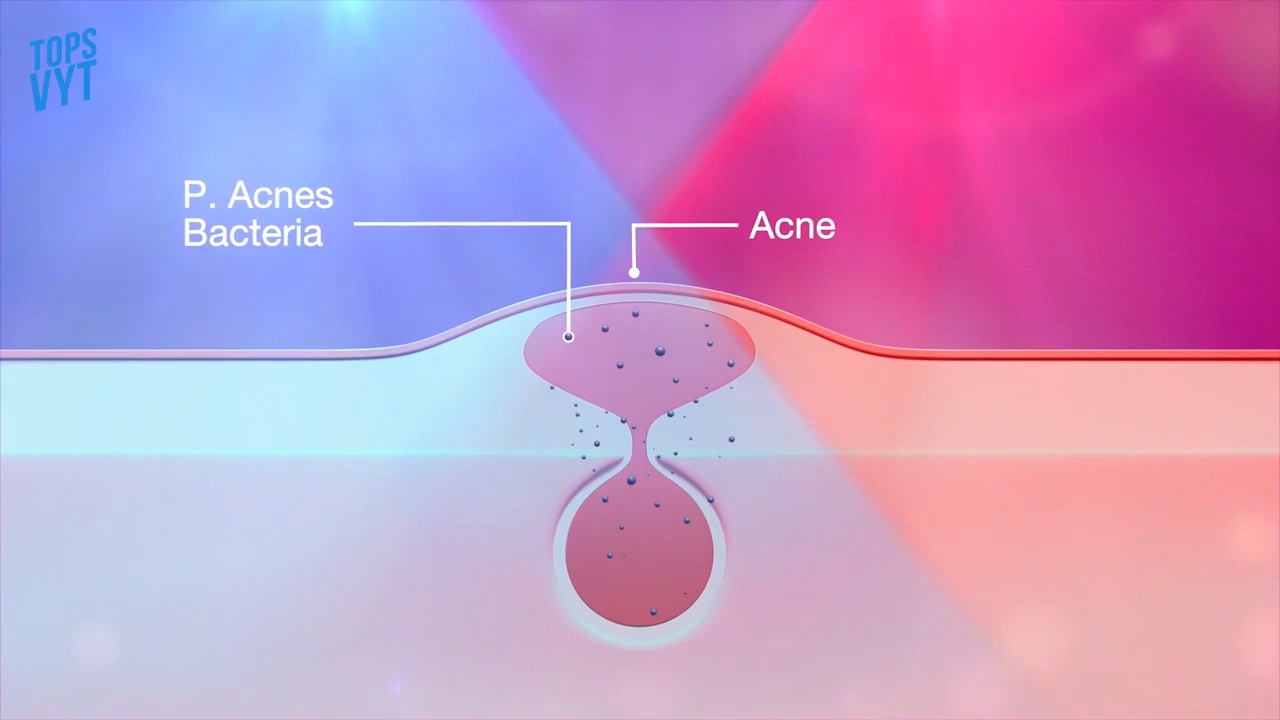 TOPS
VYT
P. Acnes
Bacteria
Acne